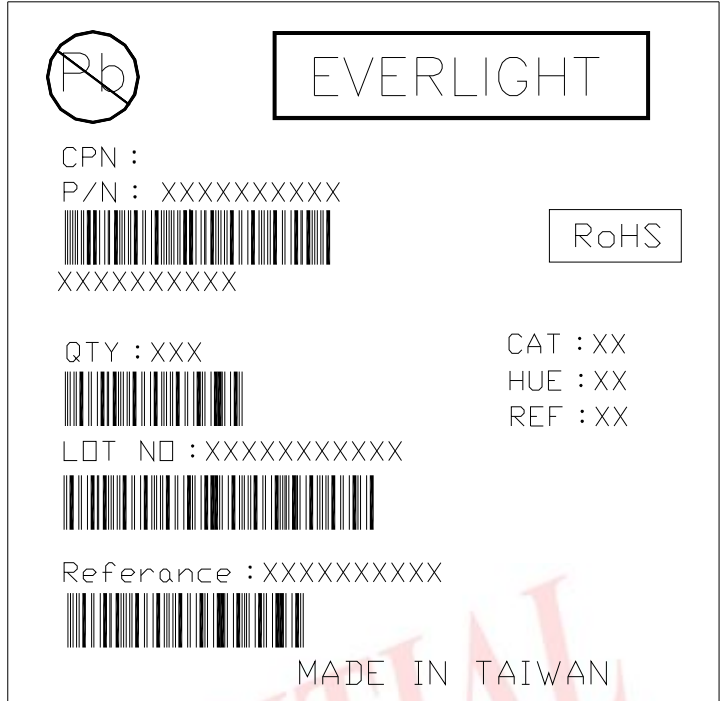 Pb
EVERLIGHT
CPN :
P/N : XXXXXXXXXX
RoHS
XXXXXXXXXX
QTY : XXX
CAT : XX
HUE : XX
REF : XX
LOT NO : XXXXXXXXXXX
Referance : XXXXXXXXXX
MADE IN TAIWAN